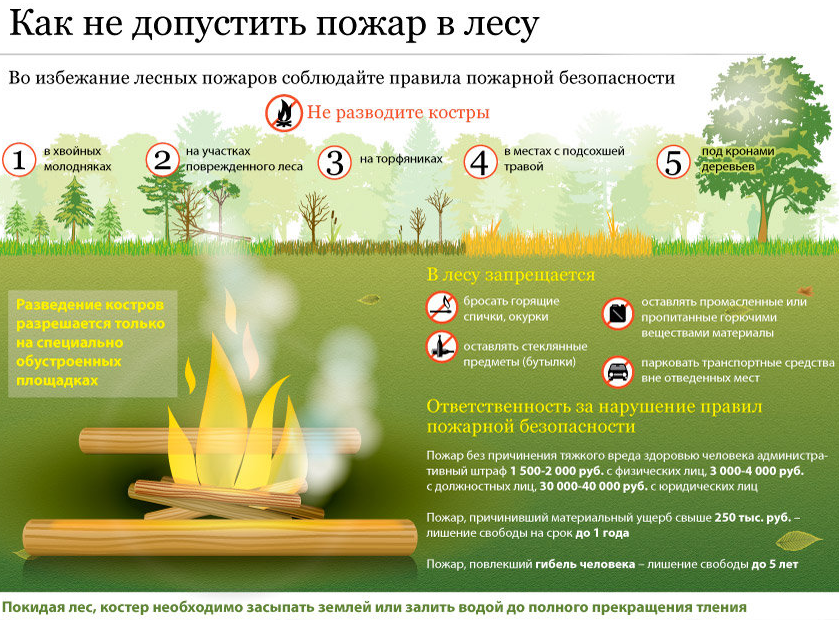 Как не допустить пожар в лесу
Во избежание лесных пожаров соблюдайте правила пожарной безопасности
Не разводите костры
1
в хвойных
молодняках
2
на участках
поврежденного леса
3
на торфяниках
4
в местах с подсохшей
травой
5
под кронами
деревьев
Разведение костров
разрешается только
на специально
обустроенных
площадках
В лесу запрещается
бросать горящие
спички, окурки
оставлять стеклянные
предметы (бутылки)
оставлять промасленные или
пропитанные горючими
веществами материалы
парковать транспортные средства
вне отведенных мест
Ответственность за нарушение правил
пожарной безопасности
Пожар без причинения тяжкого вреда здоровью человека администра-
тивный штраф 1 500-2 000 руб. с физических лиц, 3 000-4 000 руб.
с должностных лиц, 30 000-40 000 руб. с юридических лиц
Пожар, причинивший материальный ущерб свыше 250 тыс. руб. –
лишение свободы на срок до 1 года
Пожар, повлекший гибель человека – лишение свободы до 5 лет
Покидая лес, костер необходимо засыпать землей или залить водой до полного прекращения тления